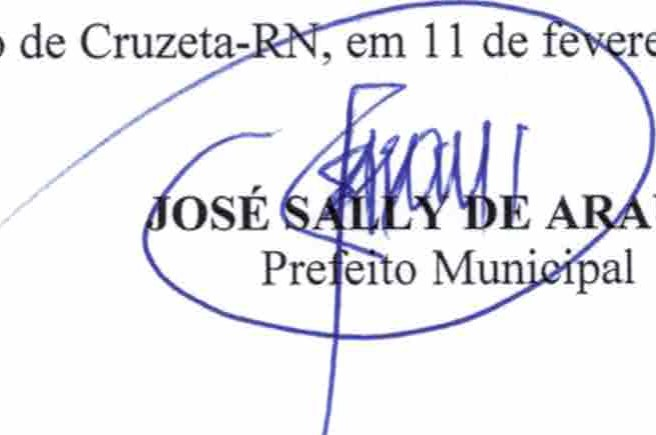 o de Cruzeta-RN, em 11 de fevere
JOSÉ SALLY DE ARA
Prefeito Municipal